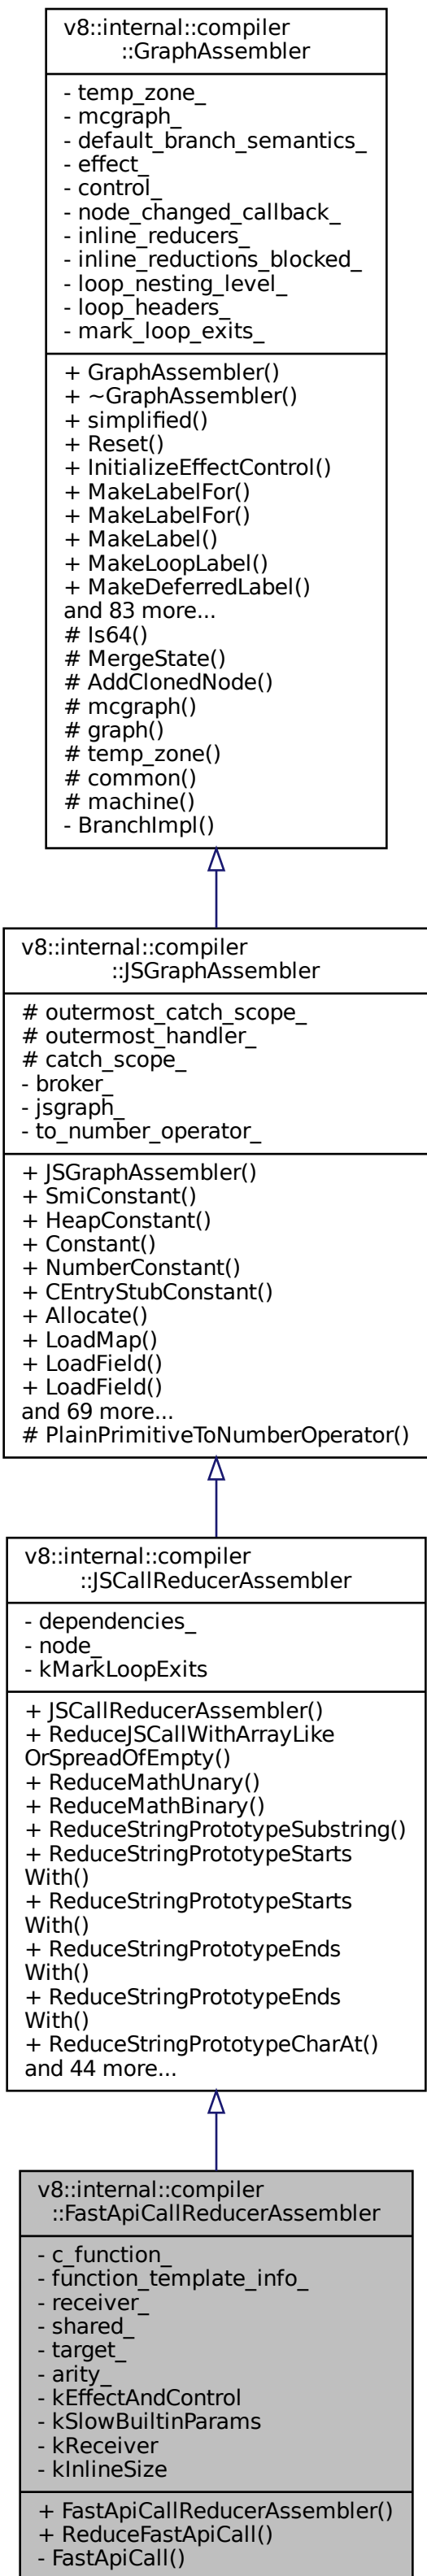 v8::internal::compiler
::GraphAssembler
- temp_zone_
- mcgraph_
- default_branch_semantics_
- effect_
- control_
- node_changed_callback_
- inline_reducers_
- inline_reductions_blocked_
- loop_nesting_level_
- loop_headers_
- mark_loop_exits_
+ GraphAssembler()
+ ~GraphAssembler()
+ simplified()
+ Reset()
+ InitializeEffectControl()
+ MakeLabelFor()
+ MakeLabelFor()
+ MakeLabel()
+ MakeLoopLabel()
+ MakeDeferredLabel()
and 83 more...
# Is64()
# MergeState()
# AddClonedNode()
# mcgraph()
# graph()
# temp_zone()
# common()
# machine()
- BranchImpl()
v8::internal::compiler
::JSGraphAssembler
# outermost_catch_scope_
# outermost_handler_
# catch_scope_
- broker_
- jsgraph_
- to_number_operator_
+ JSGraphAssembler()
+ SmiConstant()
+ HeapConstant()
+ Constant()
+ NumberConstant()
+ CEntryStubConstant()
+ Allocate()
+ LoadMap()
+ LoadField()
+ LoadField()
and 69 more...
# PlainPrimitiveToNumberOperator()
v8::internal::compiler
::JSCallReducerAssembler
- dependencies_
- node_
- kMarkLoopExits
+ JSCallReducerAssembler()
+ ReduceJSCallWithArrayLike
OrSpreadOfEmpty()
+ ReduceMathUnary()
+ ReduceMathBinary()
+ ReduceStringPrototypeSubstring()
+ ReduceStringPrototypeStarts
With()
+ ReduceStringPrototypeStarts
With()
+ ReduceStringPrototypeEnds
With()
+ ReduceStringPrototypeEnds
With()
+ ReduceStringPrototypeCharAt()
and 44 more...
v8::internal::compiler
::FastApiCallReducerAssembler
- c_function_
- function_template_info_
- receiver_
- shared_
- target_
- arity_
- kEffectAndControl
- kSlowBuiltinParams
- kReceiver
- kInlineSize
+ FastApiCallReducerAssembler()
+ ReduceFastApiCall()
- FastApiCall()